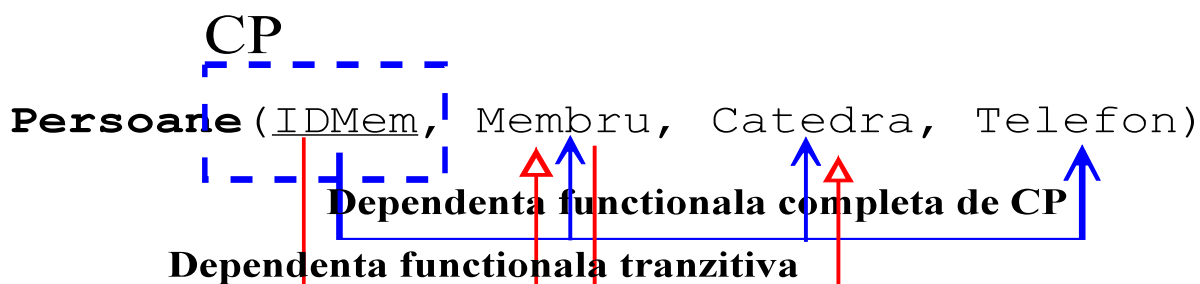 CP
Persoane(IDMem, Membru, Catedra, Telefon)
Dependenta functionala completa de CP
Dependenta functionala tranzitiva